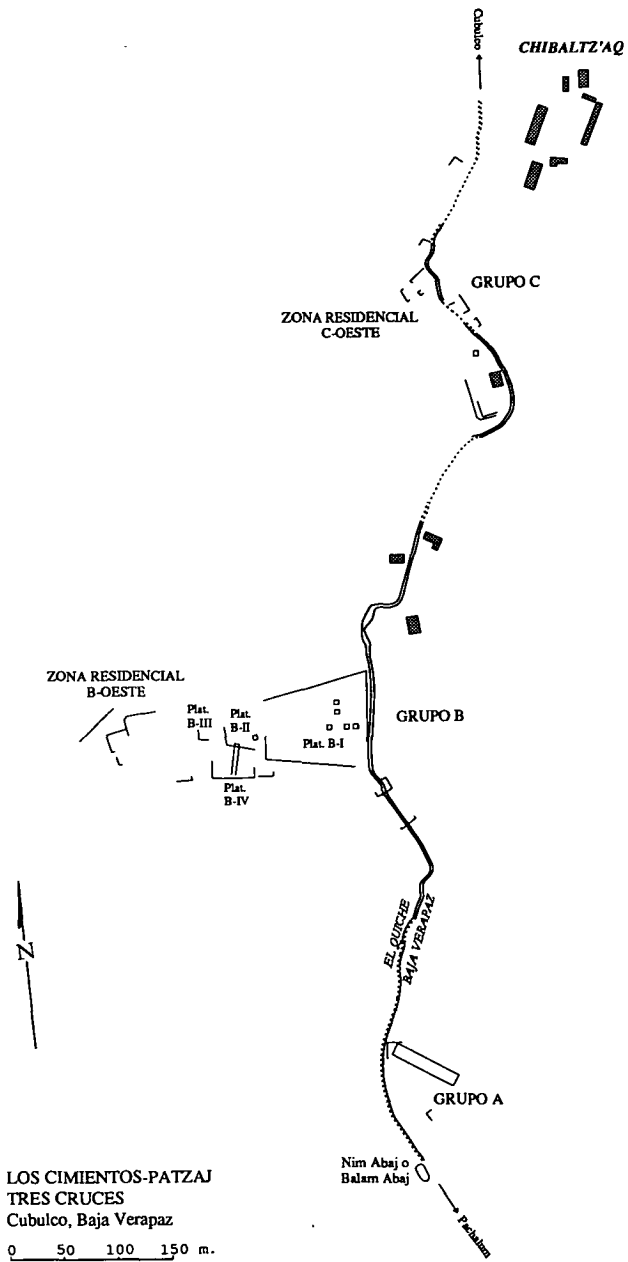 Cubulco
CHIBALTZ'AQ
GRUPO C
ZONA RESIDENCIAL
C-OESTE
ZONA RESIDENCIAL
B-OESTE
Plat.
B-III
Plat.
B-II
GRUPO B
Plat. B-I
Plat.
B-IV
EL QUICHE
BAJA VERAPAZ
N
GRUPO A
Nim Abaj o
Balam Abaj
Pachalum
LOS CIMIENTOS-PATZAJ
TRES CRUCES
Cubulco, Baja Verapaz
0 50 100 150 m.